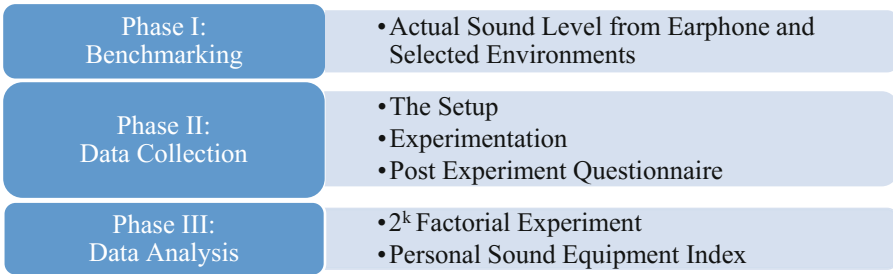 Phase I:
Benchmarking
•Actual Sound Level from Earphone and
Selected Environments
Phase II:
Data Collection
•The Setup
•Experimentation
•Post Experiment Questionnaire
Phase III:
Data Analysis
•2ᵏ Factorial Experiment
•Personal Sound Equipment Index